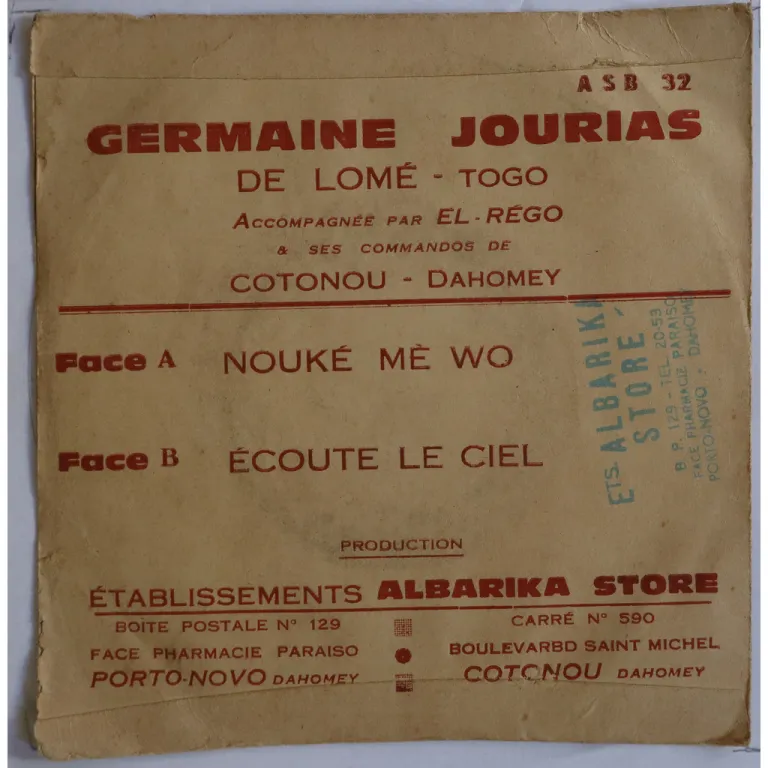 ASB 32
GERMAINE JOURIAS
DE LOMÉ - TOGO
ACCOMPAGNÉE PAR EL-RÉGO
& SES COMMANDOS DE
COTONOU - DAHOMEY
Face A NOUKÉ MÈ WO
Face B ÉCOUTE LE CIEL
ETS. ALBARIKA
STORE
B. P. 129 - TEL. 20-53
FACE PHARMACIE PARAISO
PORTO-NOVO - DAHOMEY
PRODUCTION
ÉTABLISSEMENTS ALBARIKA STORE
BOITE POSTALE N° 129
FACE PHARMACIE PARAISO
PORTO-NOVO DAHOMEY
CARRÉ N° 590
BOULEVARBD SAINT MICHEL
COTONOU DAHOMEY